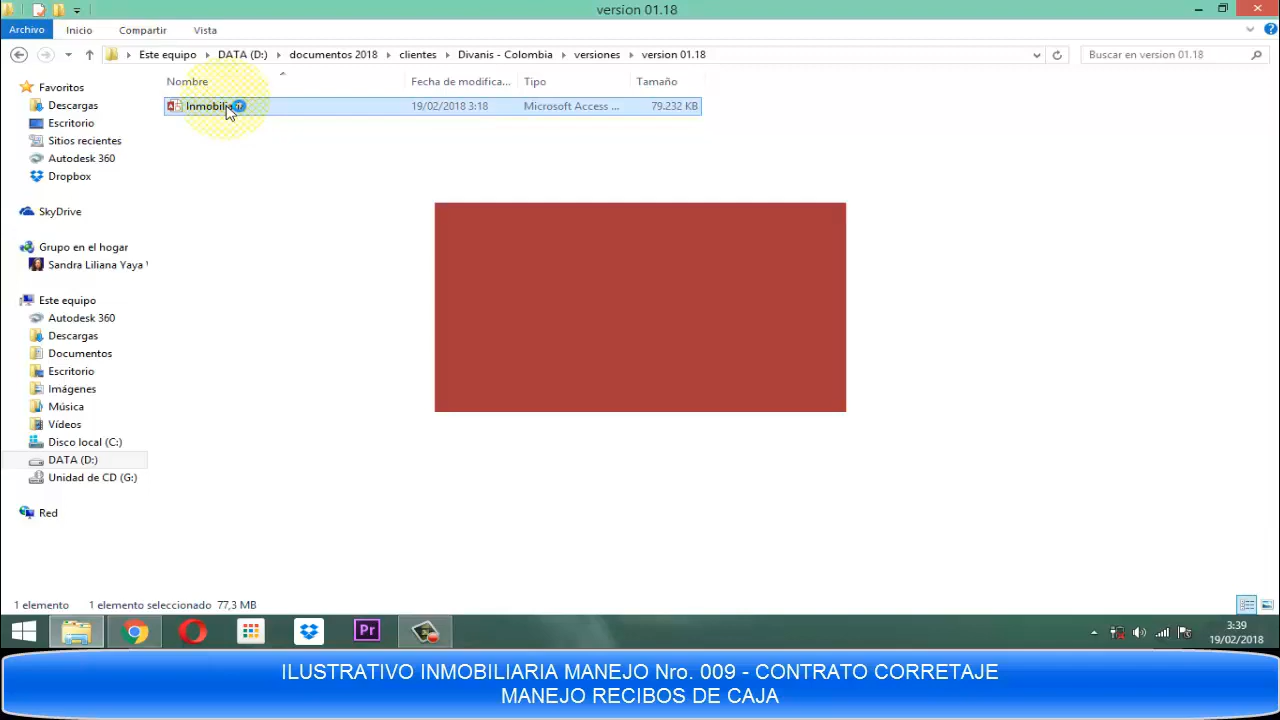 version 01.18
Archivo
Inicio
Compartir
Vista
Este equipo
DATA (D:)
documentos 2018
clientes
Divanis - Colombia
versiones
version 01.18
Buscar en version 01.18
Nombre
Fecha de modifica...
Tipo
Tamaño
19/02/2018 3:18
Microsoft Access ...
79.232 KB
Favoritos
Descargas
Escritorio
Sitios recientes
Autodesk 360
Dropbox
SkyDrive
Grupo en el hogar
Sandra Liliana Yaya
Este equipo
Autodesk 360
Descargas
Documentos
Escritorio
Imágenes
Música
Vídeos
Disco local (C:)
DATA (D:)
Unidad de CD (G:)
Red
1 elemento
1 elemento seleccionado 77,3 MB
Pr
3:39
19/02/2018
ILUSTRATIVO INMOBILIARIA MANEJO Nro. 009 - CONTRATO CORRETAJE
MANEJO RECIBOS DE CAJA